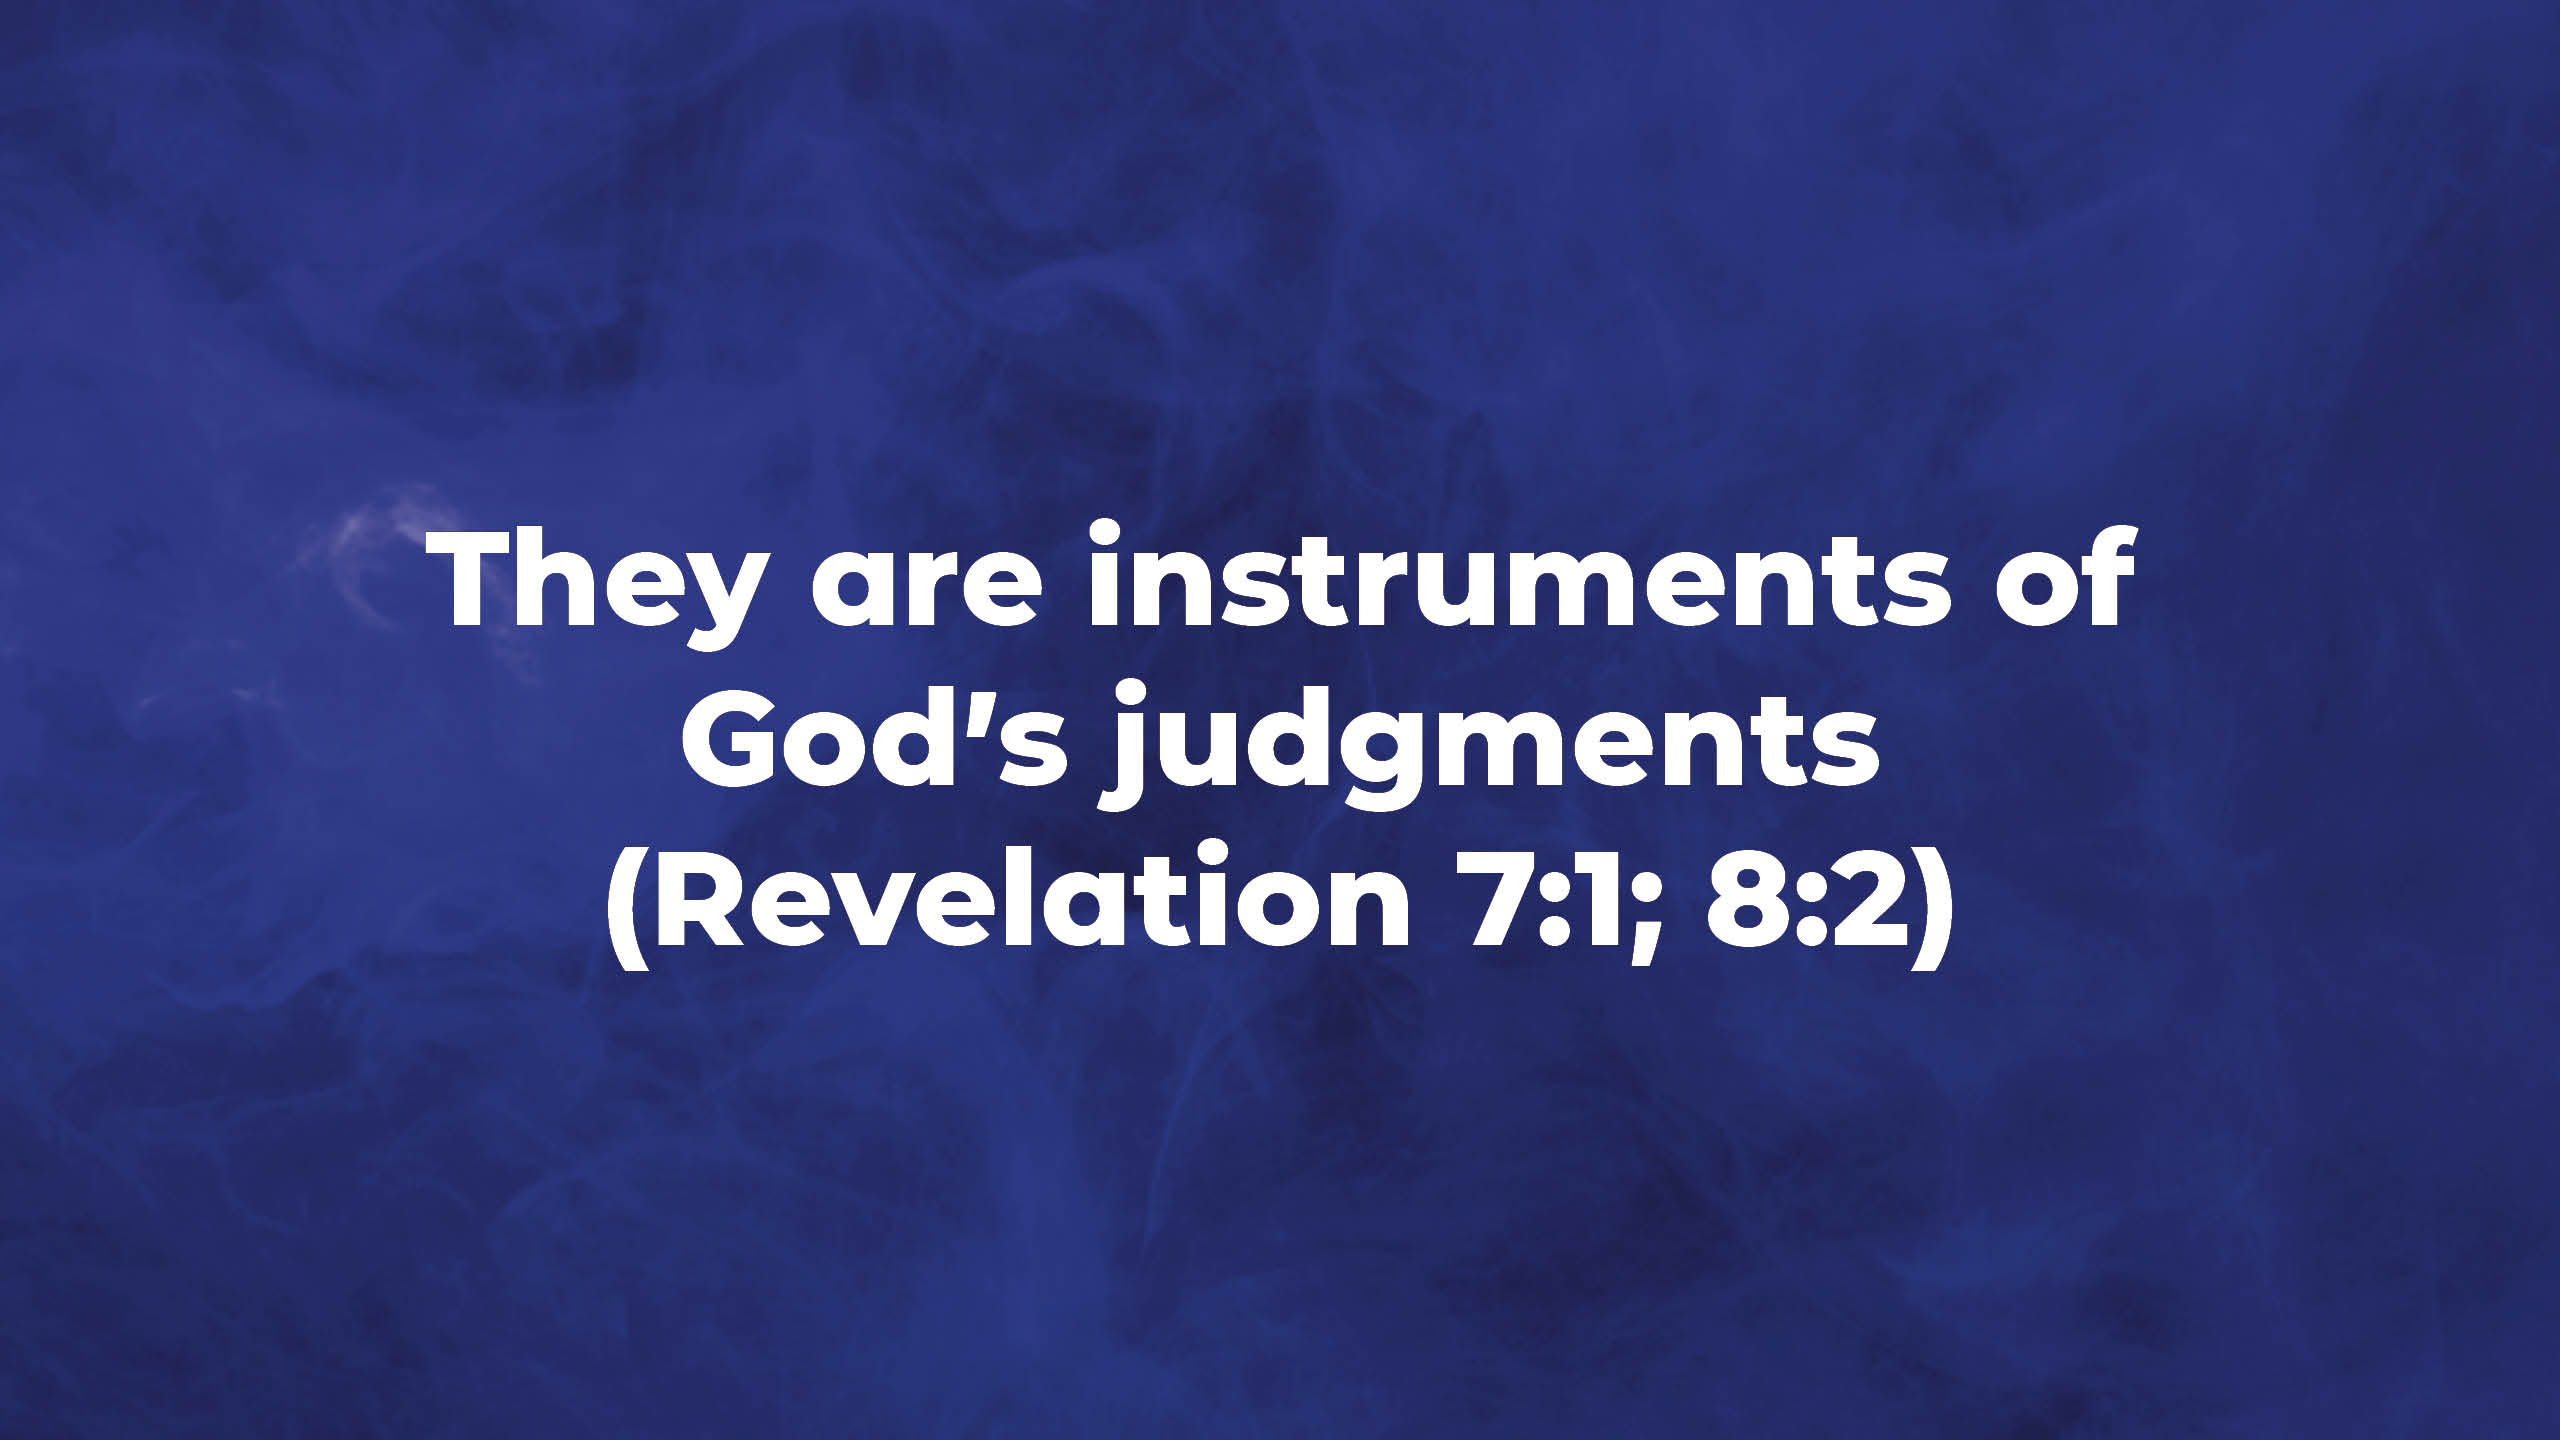 They are instruments of
God’s judgments
(Revelation 7:1; 8:2)